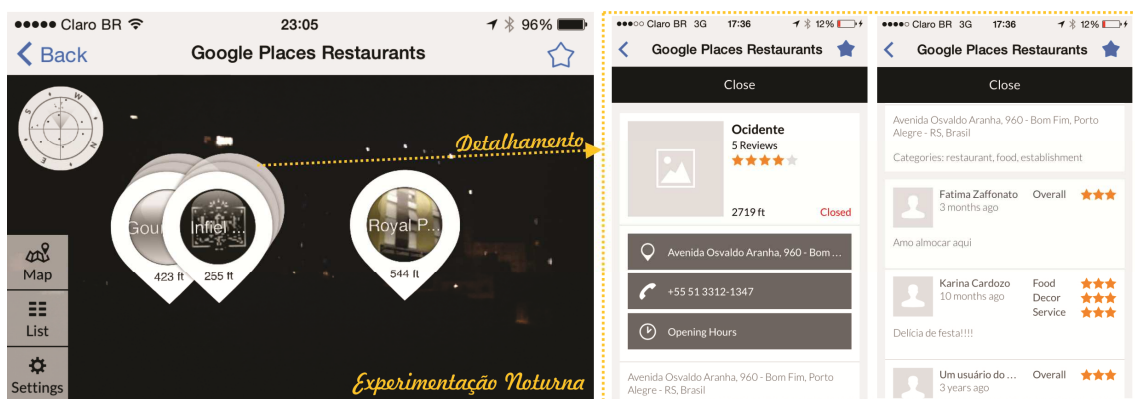 Claro BR
23:05
96%
Back
Google Places Restaurants
W
S
E
Gour
Infiel ...
Royal P...
423 ft
255 ft
544 ft
Map
List
Settings
Detalhamento
Experimentação Noturna
Claro BR 3G
17:36
12%
Google Places Restaurants
Close
Ocidente
5 Reviews
2719 ft
Closed
Avenida Osvaldo Aranha, 960 - Bom ...
+55 51 3312-1347
Opening Hours
Avenida Osvaldo Aranha, 960 - Bom Fim, Porto
Alegre - RS, Brasil
Claro BR 3G
17:36
12%
Google Places Restaurants
Close
Avenida Osvaldo Aranha, 960 - Bom Fim, Porto
Alegre - RS, Brasil
Categories: restaurant, food, establishment
Fatima Zaffonato Overall
3 months ago
Amo almocar aqui
Karina Cardozo Food
10 months ago Decor
Service
Delícia de festa!!!!
Um usuário do ... Overall
3 years ago